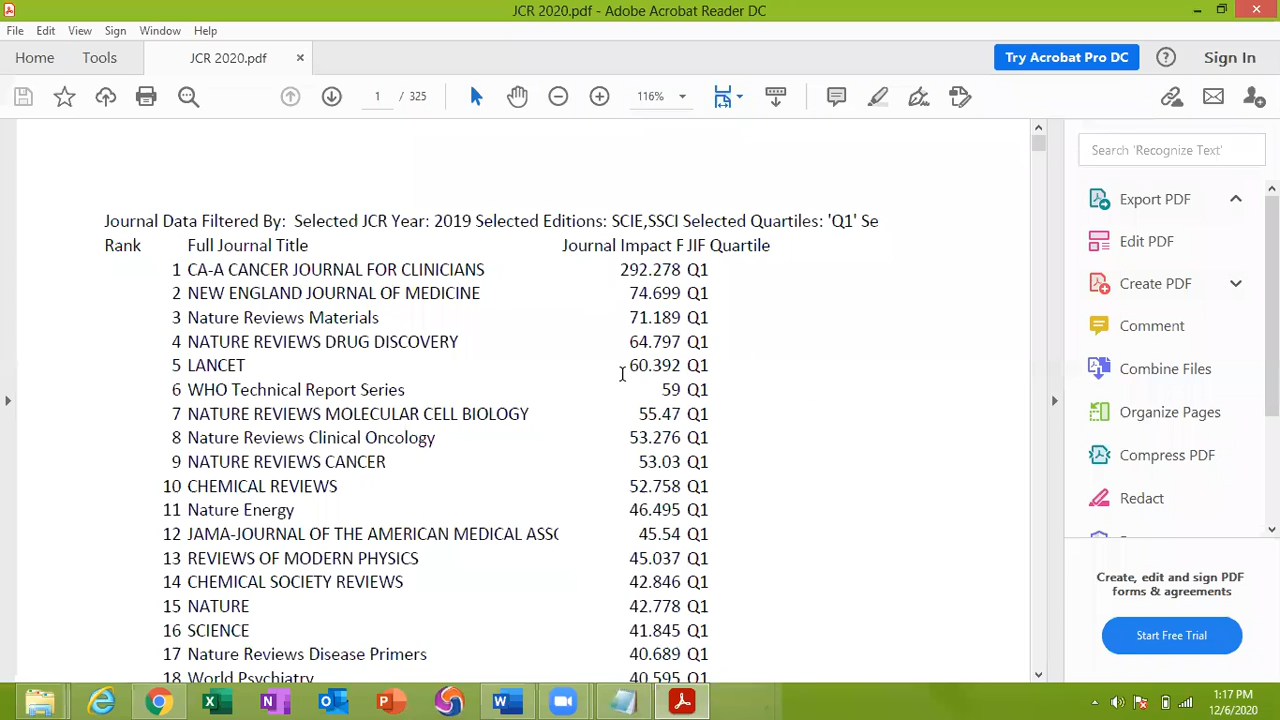 JCR 2020.pdf - Adobe Acrobat Reader DC
File Edit View Sign Window Help
Home Tools JCR 2020.pdf × Try Acrobat Pro DC Sign In
1 / 325 116%
Search 'Recognize Text'
Export PDF
Edit PDF
Create PDF
Comment
Combine Files
Organize Pages
Compress PDF
Redact
Create, edit and sign PDF
forms & agreements
Start Free Trial
Journal Data Filtered By: Selected JCR Year: 2019 Selected Editions: SCIE,SSCI Selected Quartiles: 'Q1' Se
Rank Full Journal Title Journal Impact F JIF Quartile
1 CA-A CANCER JOURNAL FOR CLINICIANS 292.278 Q1
2 NEW ENGLAND JOURNAL OF MEDICINE 74.699 Q1
3 Nature Reviews Materials 71.189 Q1
4 NATURE REVIEWS DRUG DISCOVERY 64.797 Q1
5 LANCET 60.392 Q1
6 WHO Technical Report Series 59 Q1
7 NATURE REVIEWS MOLECULAR CELL BIOLOGY 55.47 Q1
8 Nature Reviews Clinical Oncology 53.276 Q1
9 NATURE REVIEWS CANCER 53.03 Q1
10 CHEMICAL REVIEWS 52.758 Q1
11 Nature Energy 46.495 Q1
12 JAMA-JOURNAL OF THE AMERICAN MEDICAL ASSO 45.54 Q1
13 REVIEWS OF MODERN PHYSICS 45.037 Q1
14 CHEMICAL SOCIETY REVIEWS 42.846 Q1
15 NATURE 42.778 Q1
16 SCIENCE 41.845 Q1
17 Nature Reviews Disease Primers 40.689 Q1
18 World Psychiatry 40.595 Q1
1:17 PM
12/6/2020